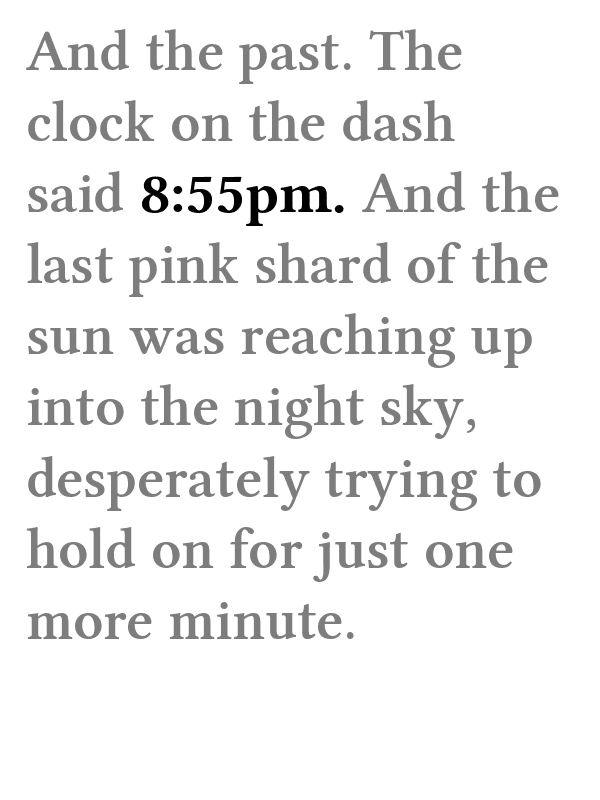 And the past. The
clock on the dash
said 8:55pm. And the
last pink shard of the
sun was reaching up
into the night sky,
desperately trying to
hold on for just one
more minute.